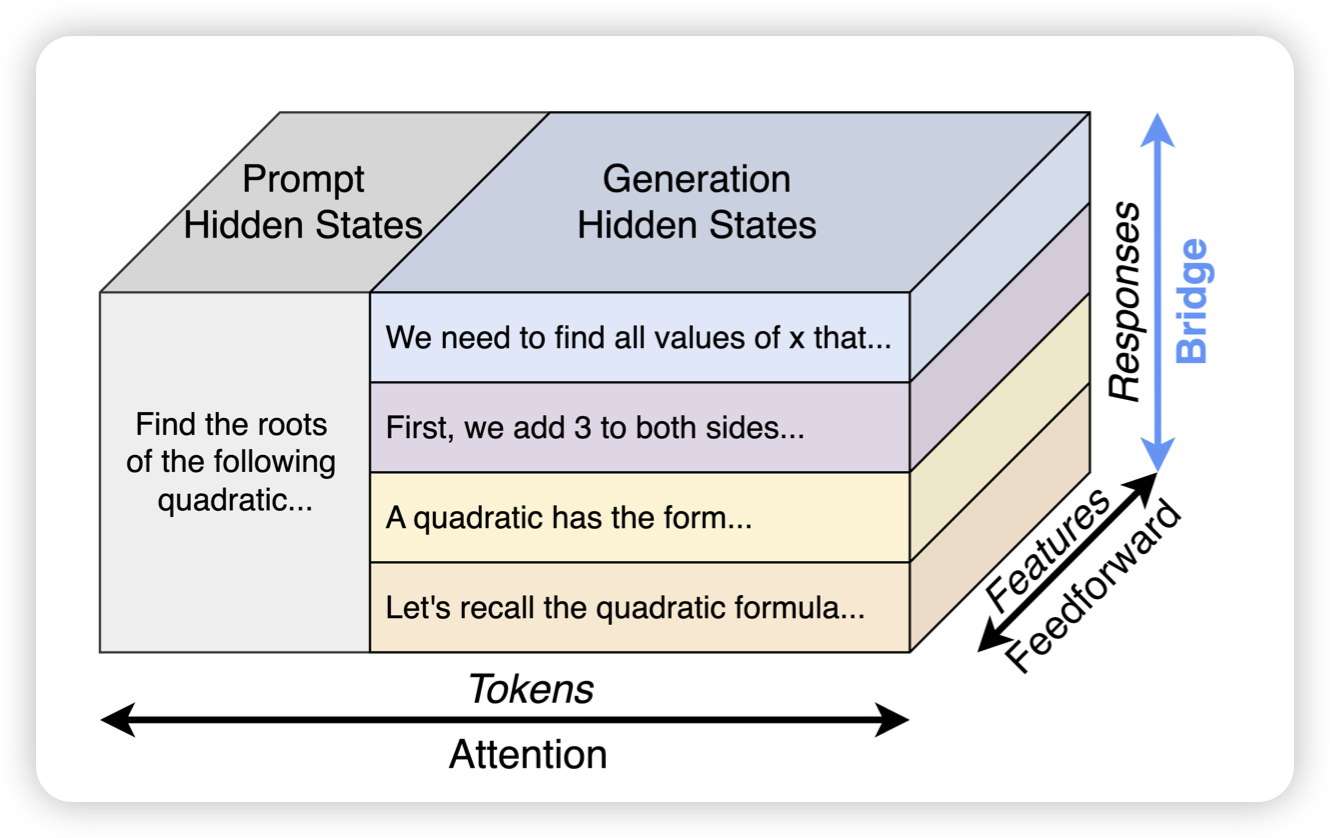 Prompt
Hidden States
Generation
Hidden States
Find the roots
of the following
quadratic...
We need to find all values of x that...
First, we add 3 to both sides...
A quadratic has the form...
Let's recall the quadratic formula...
Responses
Bridge
Features
Feedforward
Tokens
Attention